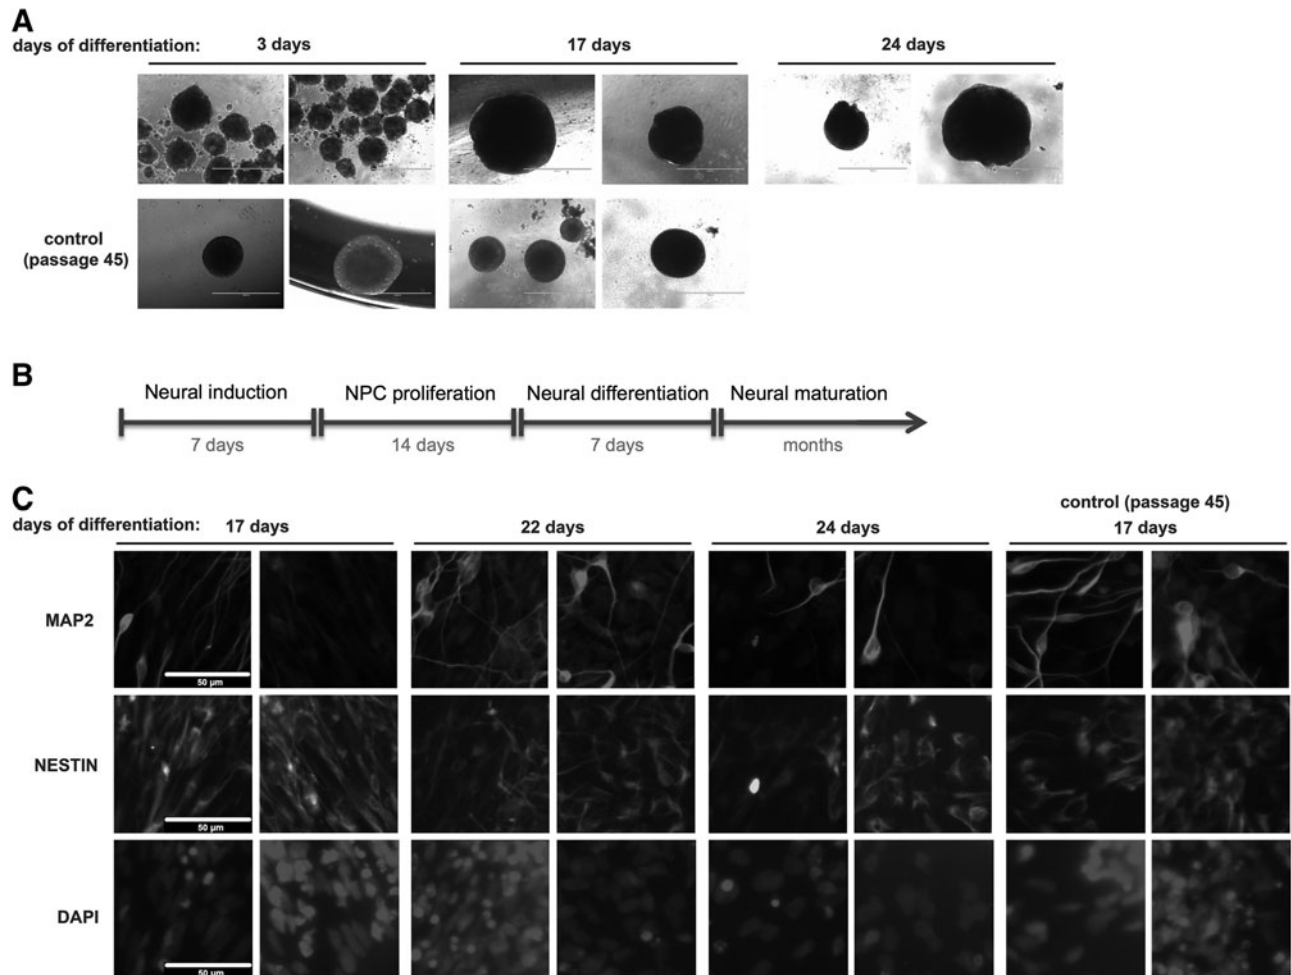 A
days of differentiation: 3 days 17 days 24 days
control
(passage 45)
B
Neural induction NPC proliferation Neural differentiation Neural maturation
7 days 14 days 7 days months
C
control (passage 45)
days of differentiation: 17 days 22 days 24 days 17 days
MAP2
50 µm
NESTIN
50 µm
DAPI
50 µm